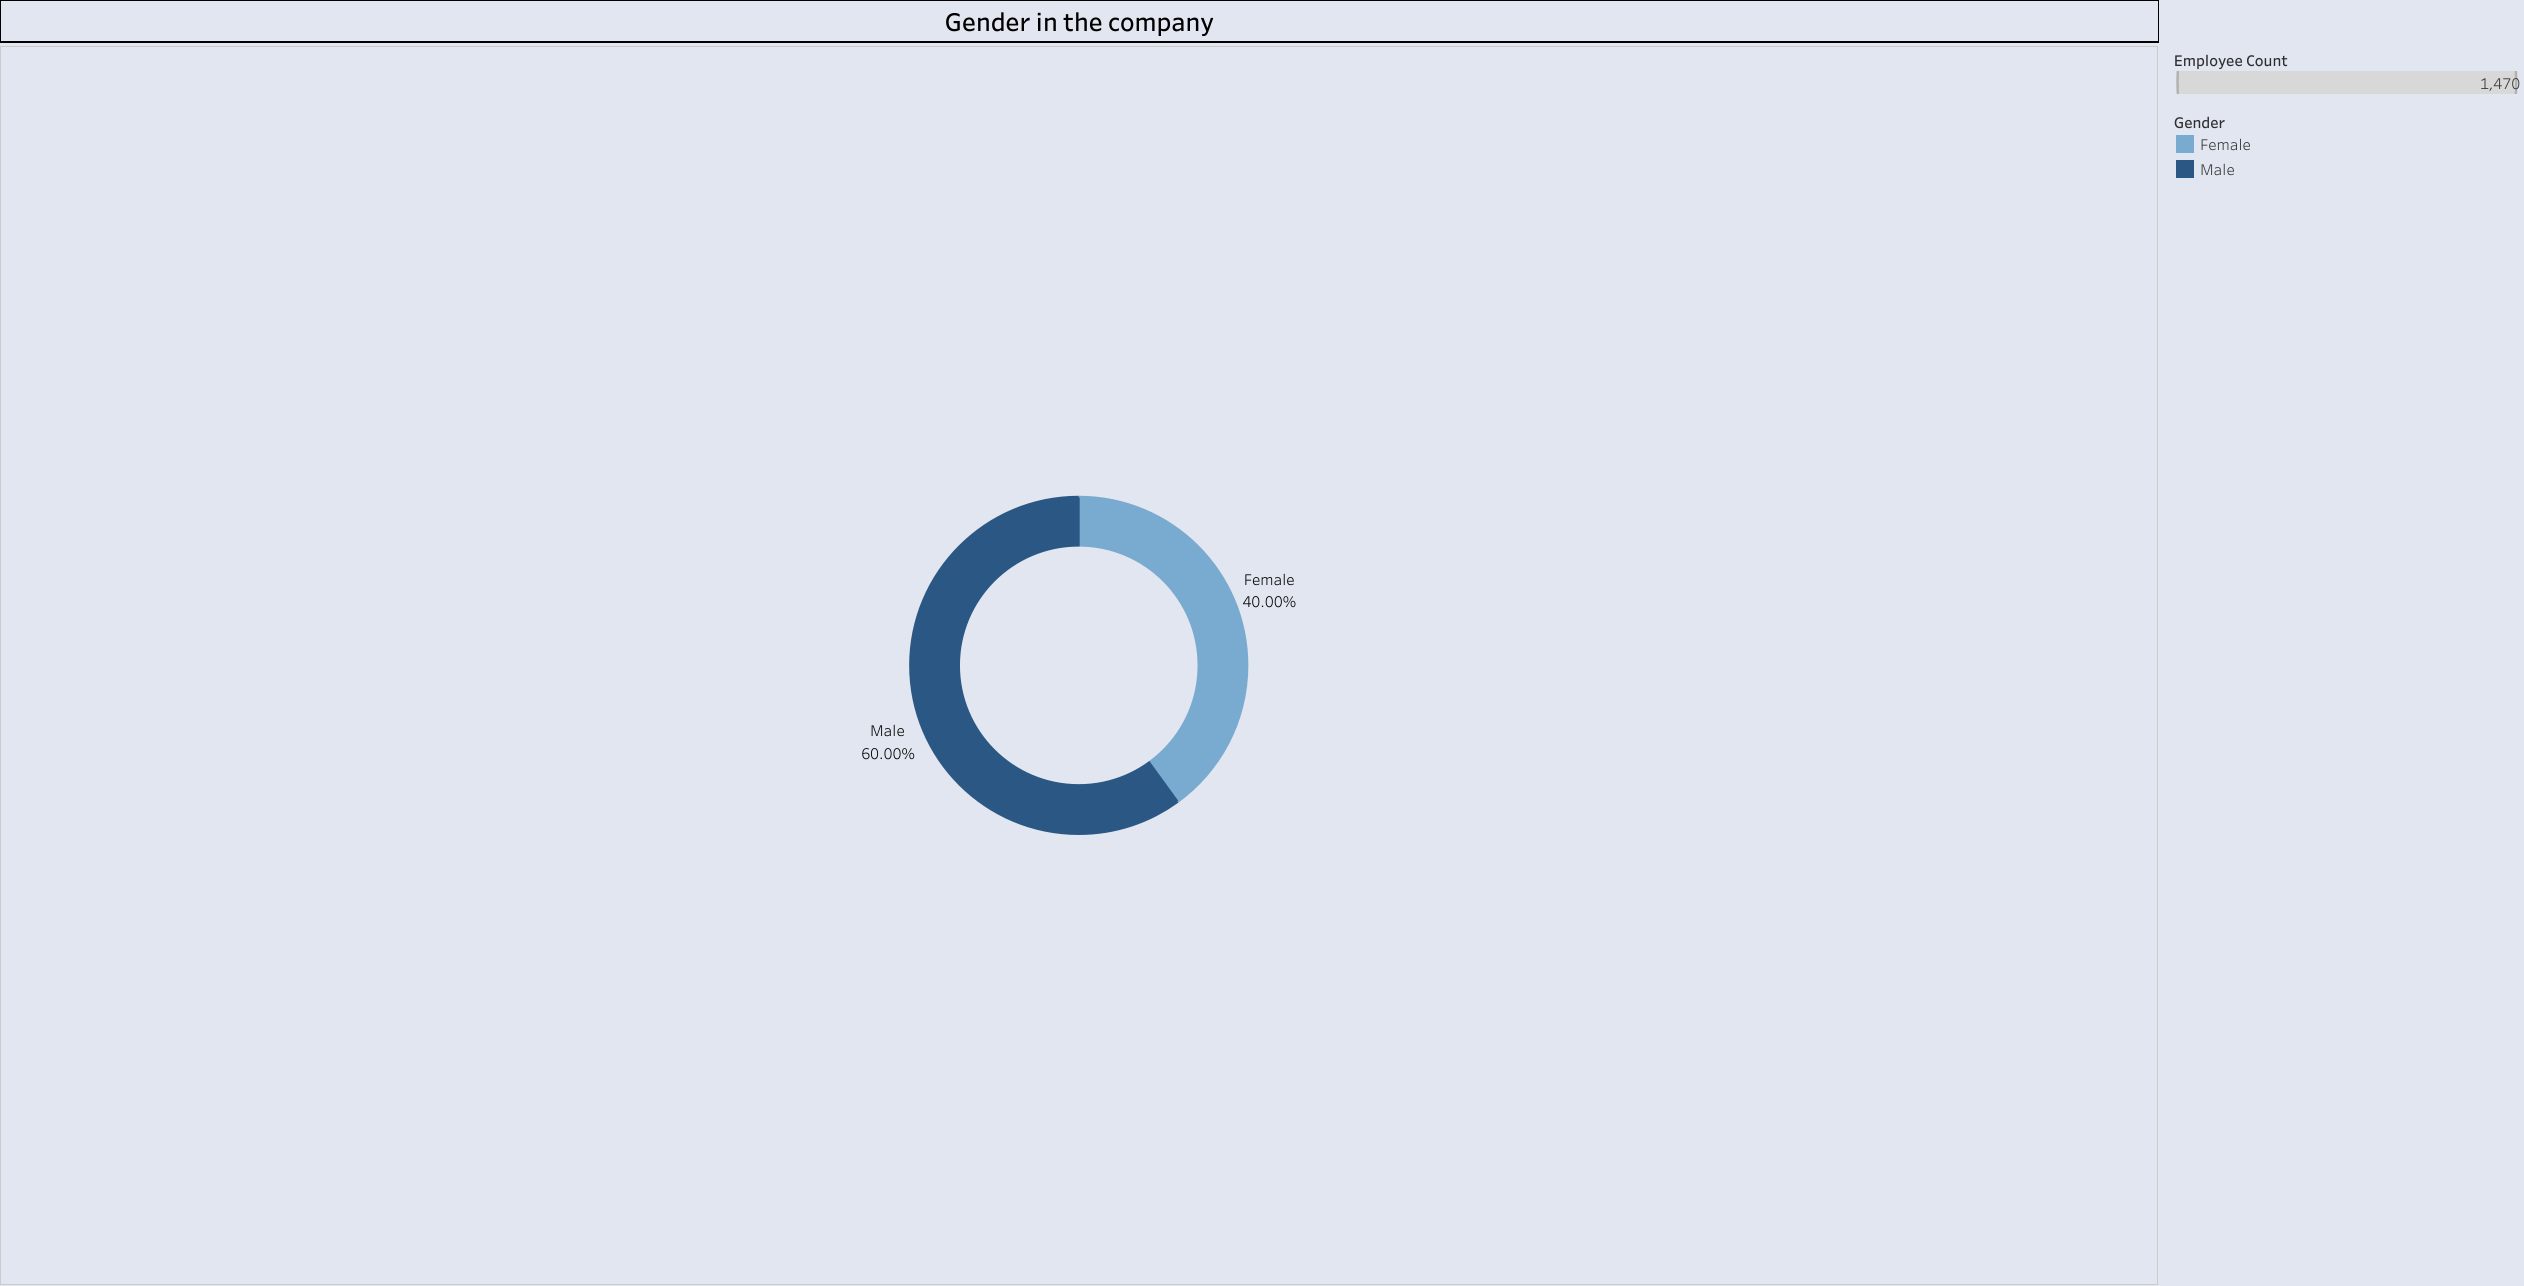 Gender in the company
Employee Count
1,470
Gender
Female
Male
Female
40.00%
Male
60.00%